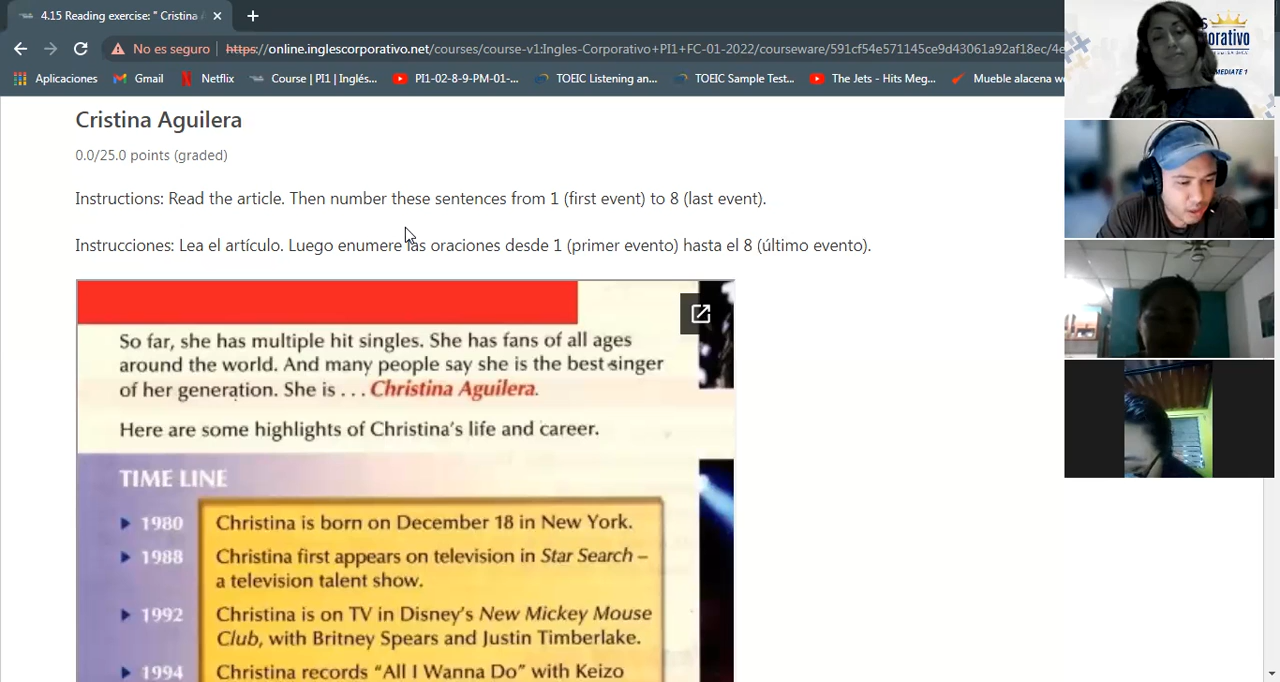 4.15 Reading exercise: " Cristina
No es seguro
https://online.inglescorporativo.net/courses/course-v1:Ingles-Corporativo+PI1+FC-01-2022/courseware/591cf54e571145ce9d43061a92af18ec/4e
Aplicaciones
Gmail
Netflix
Course | PI1 | Inglés...
PI1-02-8-9-PM-01-...
TOEIC Listening an...
TOEIC Sample Test...
The Jets - Hits Meg...
Mueble alacena
Cristina Aguilera
0.0/25.0 points (graded)
Instructions: Read the article. Then number these sentences from 1 (first event) to 8 (last event).
Instrucciones: Lea el artículo. Luego enumere las oraciones desde 1 (primer evento) hasta el 8 (último evento).
So far, she has multiple hit singles. She has fans of all ages
around the world. And many people say she is the best singer
of her generation. She is . . . Christina Aguilera.
Here are some highlights of Christina's life and career.
TIME LINE
1980 Christina is born on December 18 in New York.
1988 Christina first appears on television in Star Search –
a television talent show.
1992 Christina is on TV in Disney's New Mickey Mouse
Club, with Britney Spears and Justin Timberlake.
1994 Christina records "All I Wanna Do" with Keizo